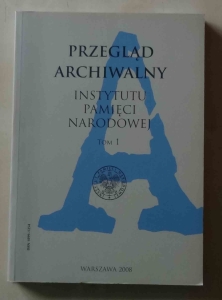 PRZEGLĄD
ARCHIWALNY
INSTYTUTU
PAMIĘCI
NARODOWEJ
TOM 1
WARSZAWA 2008